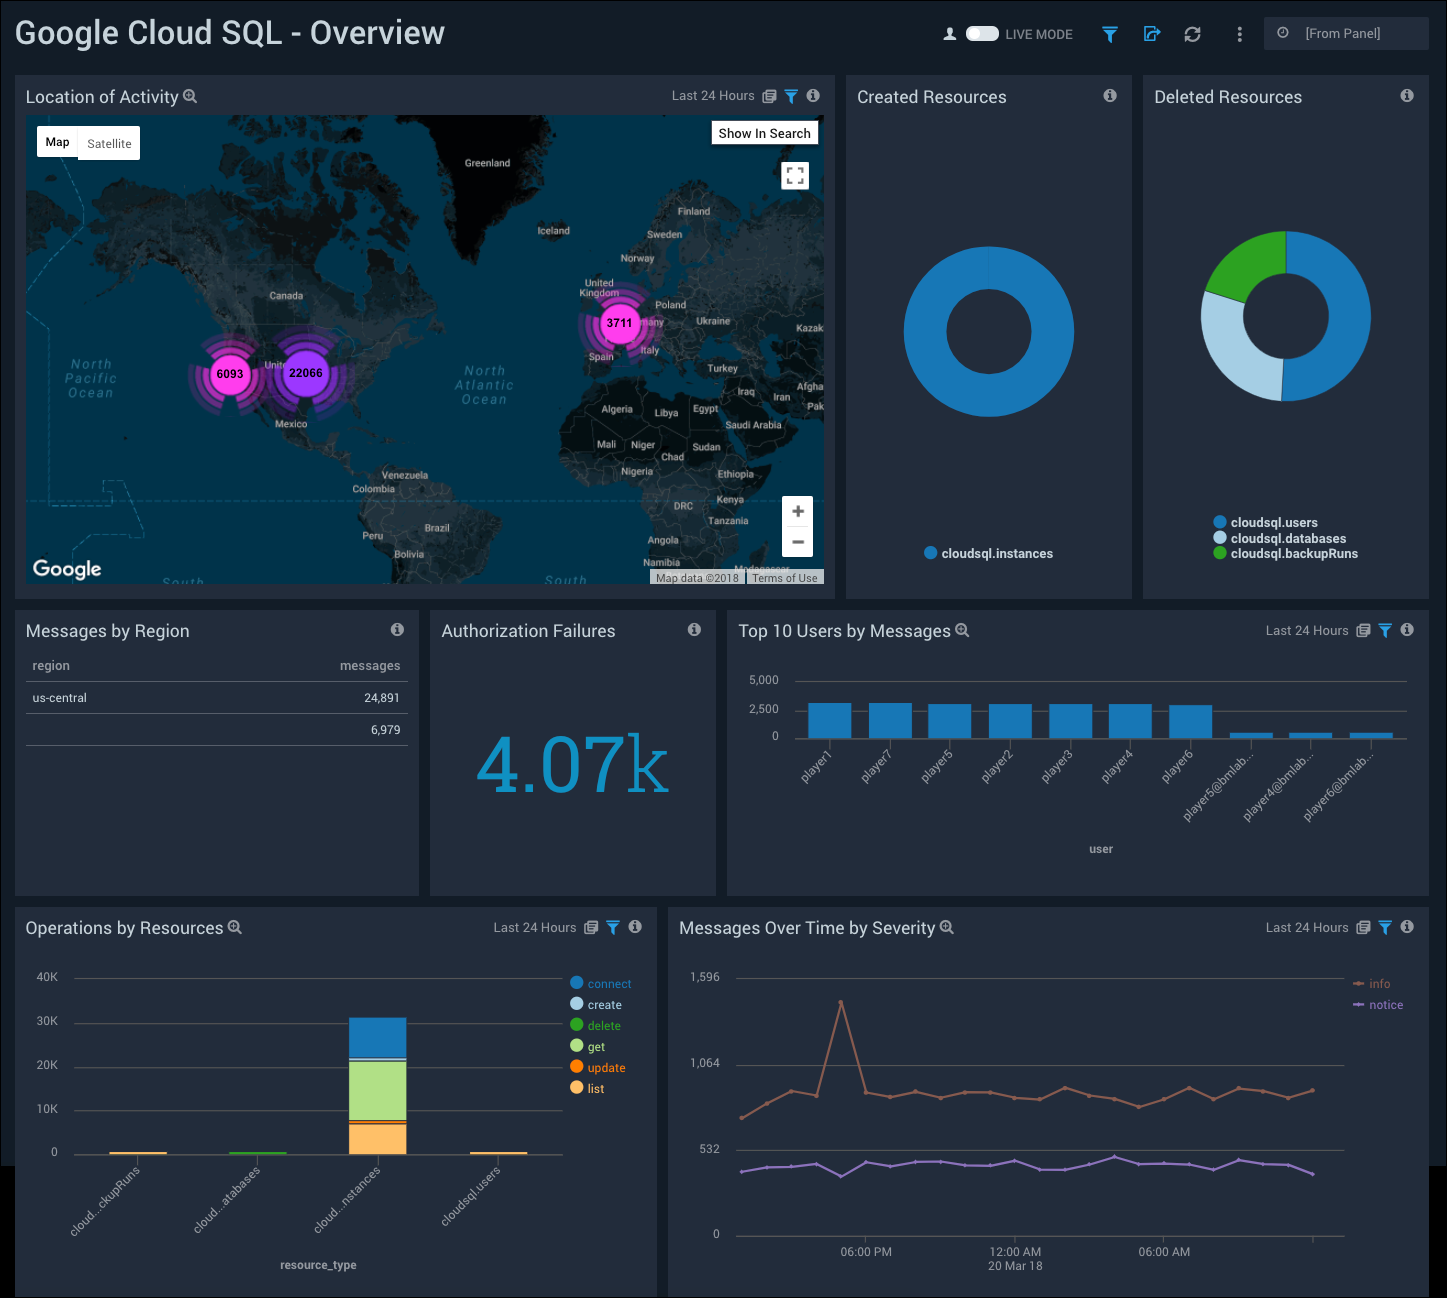 Google Cloud SQL - Overview
LIVE MODE
[From Panel]
Location of Activity
Last 24 Hours
Map
Satellite
Show In Search
Greenland
Iceland
Finland
Sweden
Norway
United
Kingdom
Poland
Ukraine
Kazak
3711
many
Spain
Italy
Turkey
Iraq
Iran
Afgha
Pak
Canada
6093
Unit
22066
Mexico
North
Pacific
Ocean
North
Atlantic
Ocean
Algeria
Libya
Egypt
Saudi Arabia
Mali
Niger
Sudan
Chad
Nigeria
Ethiopia
Venezuela
Colombia
DRC
Kenya
Tanzania
Brazil
Peru
Bolivia
Angola
Namibia
Madagascar
South
South
Google
Map data ©2018
Terms of Use
Created Resources
cloudsql.instances
Deleted Resources
cloudsql.users
cloudsql.databases
cloudsql.backupRuns
Messages by Region
region messages
us-central 24,891
6,979
Authorization Failures
4.07k
Top 10 Users by Messages
Last 24 Hours
5,000
2,500
0
player1
player7
player5
player2
player3
player4
player6
player5@bmlab...
player4@bmlab...
player6@bmlab...
user
Operations by Resources
Last 24 Hours
40K
30K
20K
10K
0
connect
create
delete
get
update
list
cloud...ckupRuns
cloud...atabases
cloud...nstances
cloudsql.users
resource_type
Messages Over Time by Severity
Last 24 Hours
1,596
1,064
532
0
info
notice
06:00 PM
12:00 AM
20 Mar 18
06:00 AM